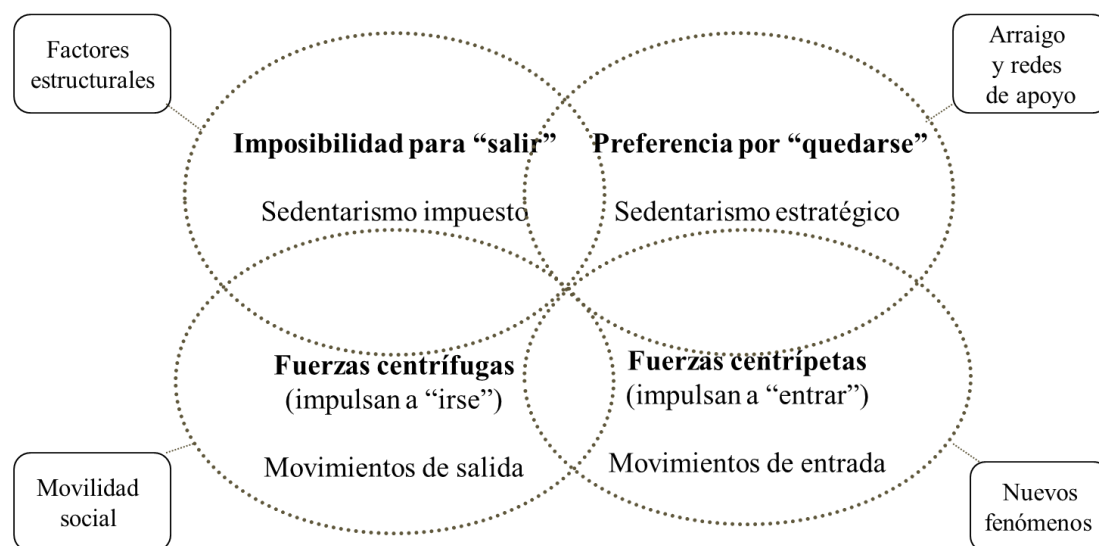 Factores
estructurales
Arraigo
y redes
de apoyo
Imposibilidad para “salir”
Preferencia por “quedarse”
Sedentarismo impuesto
Sedentarismo estratégico
Fuerzas centrífugas
(impulsan a “irse”)
Fuerzas centrípetas
(impulsan a “entrar”)
Movimientos de salida
Movimientos de entrada
Movilidad
social
Nuevos
fenómenos